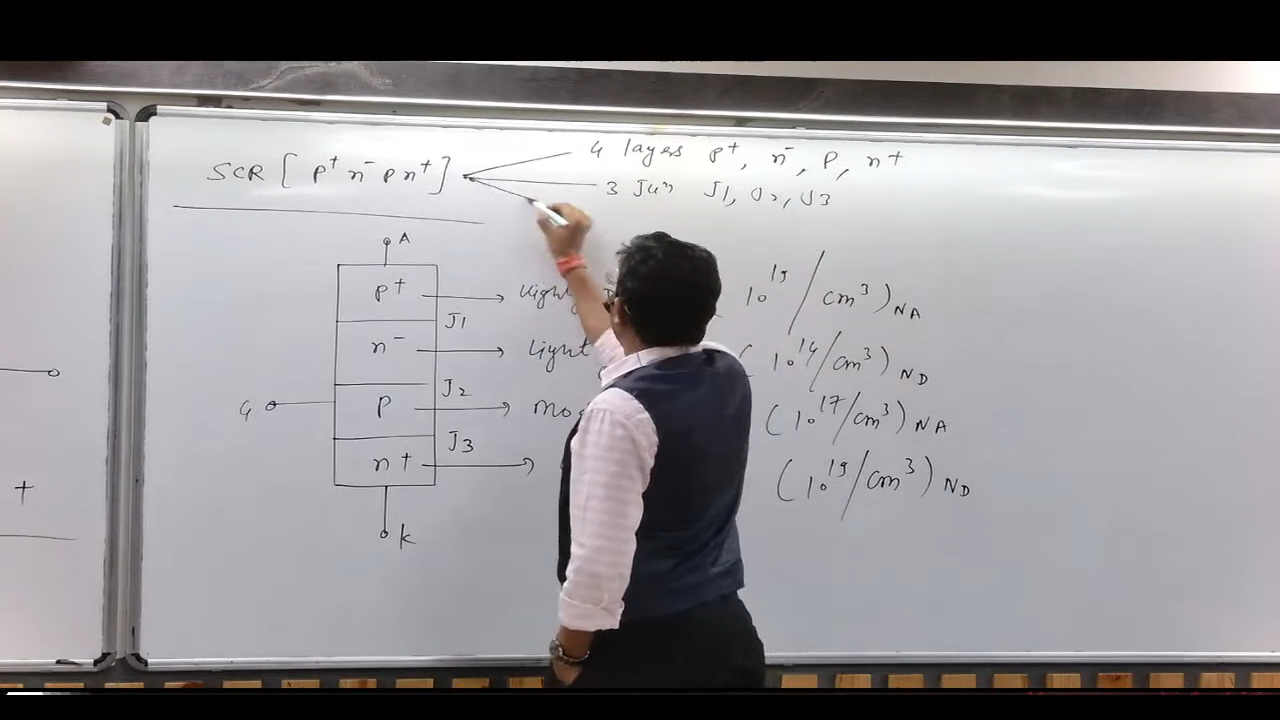 SCR [ p⁺ n⁻ p n⁺ ]
4 layers p⁺, n⁻, P, n⁺
3 Jun J1, J2, J3
A
p⁺
J1
n⁻
Light
J2
G
P
J3
n⁺
K
10¹⁹/cm³) NA
(10¹⁴/cm³) ND
(10¹⁷/cm³) NA
(10¹⁹/cm³) ND
+